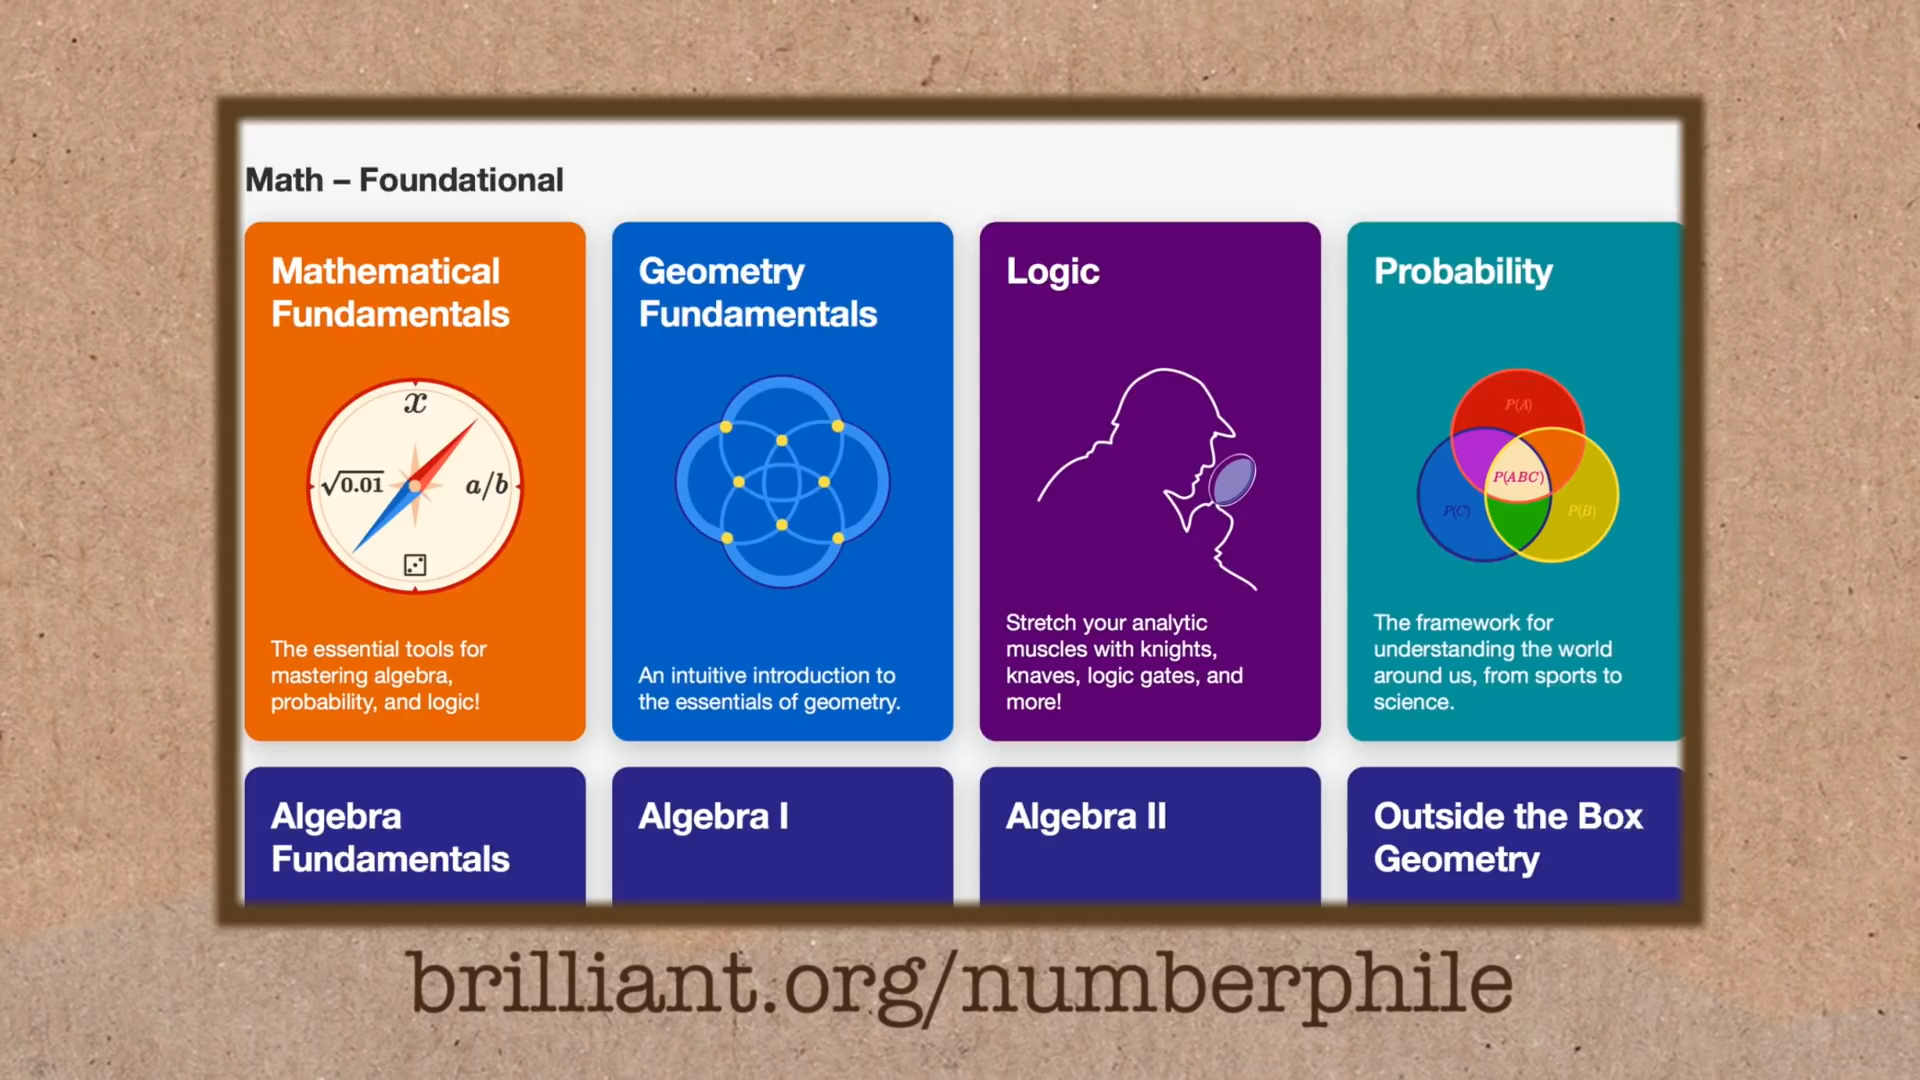 Math – Foundational
Mathematical
Fundamentals
x
√0.01
a/b
The essential tools for
mastering algebra,
probability, and logic!
Geometry
Fundamentals
An intuitive introduction to
the essentials of geometry.
Logic
Stretch your analytic
muscles with knights,
knaves, logic gates, and
more!
Probability
P(A)
P(ABC)
P(C)
P(B)
The framework for
understanding the world
around us, from sports to
science.
Algebra
Fundamentals
Algebra I
Algebra II
Outside the Box
Geometry
brilliant.org/numberphile